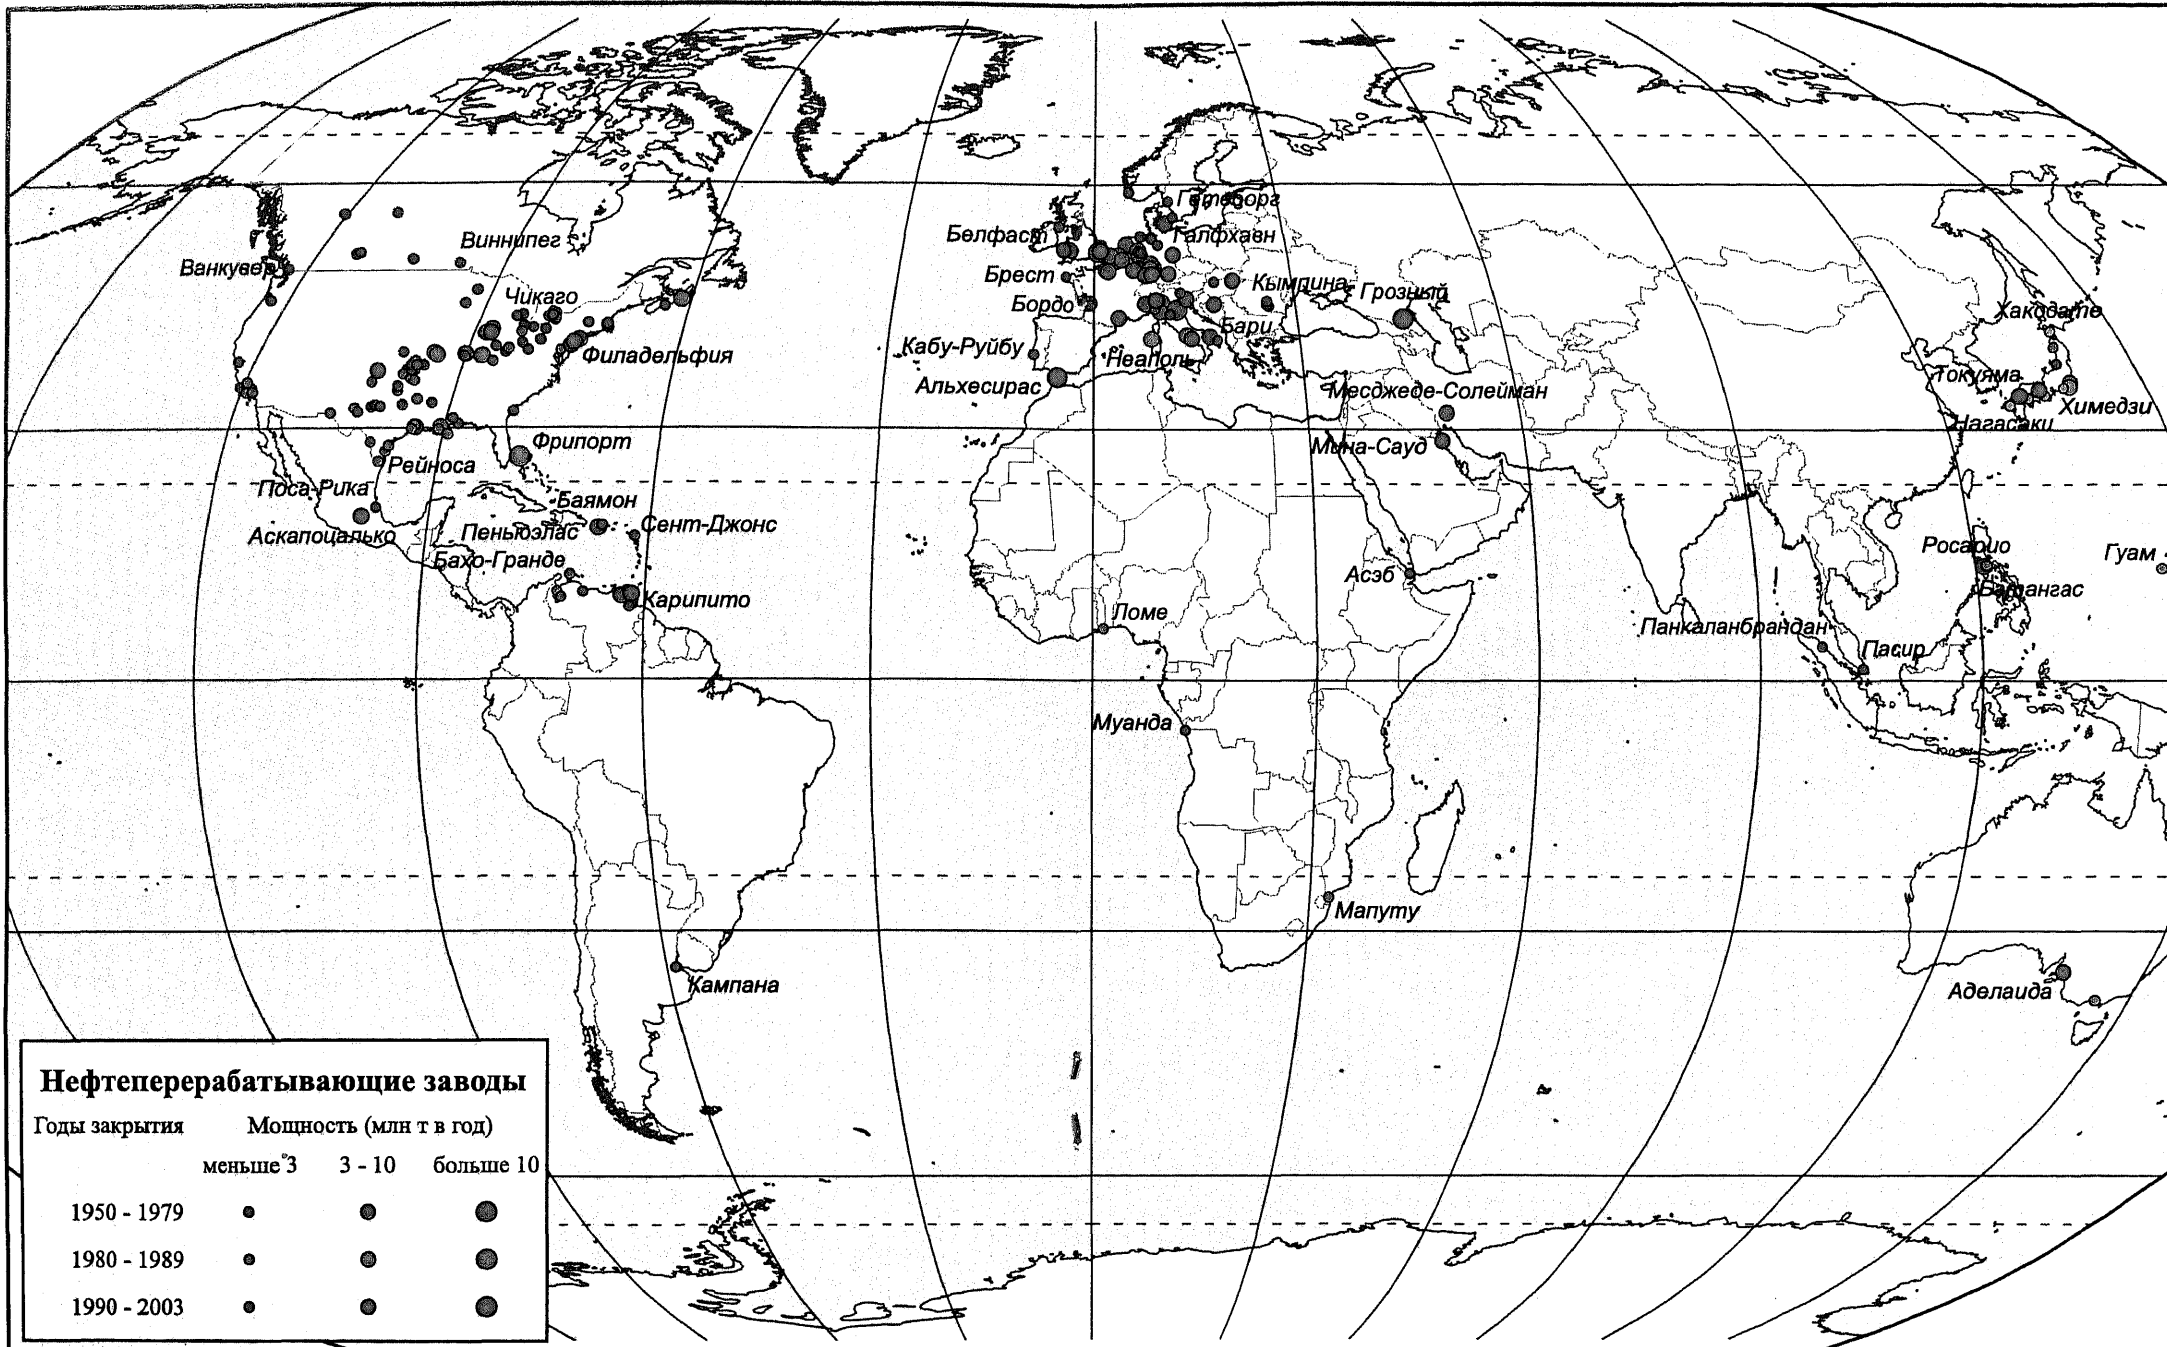 Гетеборг
Белфаст
Галфхавн
Виннипег
Ванкувер
Брест
Кымпина
Грозный
Чикаго
Бордо
Хакодате
Бари
Филадельфия
Кабу-Руйбу
Неаполь
Альхесирас
Токуяма
Месджеде-Солейман
Химедзи
Нагасаки
Фрипорт
Мина-Сауд
Рейноса
Поса-Рика
Баямон
Сент-Джонс
Пеньюэлас
Аскапоцалько
Росарио
Гуам
Бахо-Гранде
Асэб
Батангас
Карипито
Ломе
Панкаланбрандан
Пасир
Муанда
Мапуту
Кампана
Аделаида
Нефтеперерабатывающие заводы
Годы закрытия Мощность (млн т в год)
меньше 3 3 - 10 больше 10
1950 - 1979
1980 - 1989
1990 - 2003